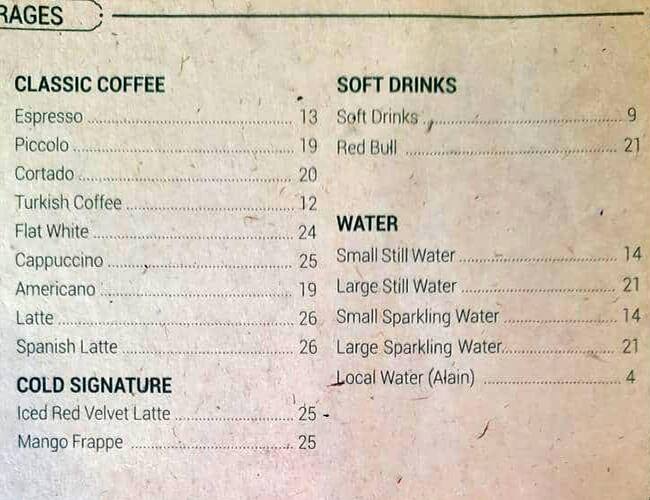 RAGES
CLASSIC COFFEE
Espresso 13
Piccolo 19
Cortado 20
Turkish Coffee 12
Flat White 24
Cappuccino 25
Americano 19
Latte 26
Spanish Latte 26
COLD SIGNATURE
Iced Red Velvet Latte 25
Mango Frappe 25
SOFT DRINKS
Soft Drinks 9
Red Bull 21
WATER
Small Still Water 14
Large Still Water 21
Small Sparkling Water 14
Large Sparkling Water 21
Local Water (Alain) 4